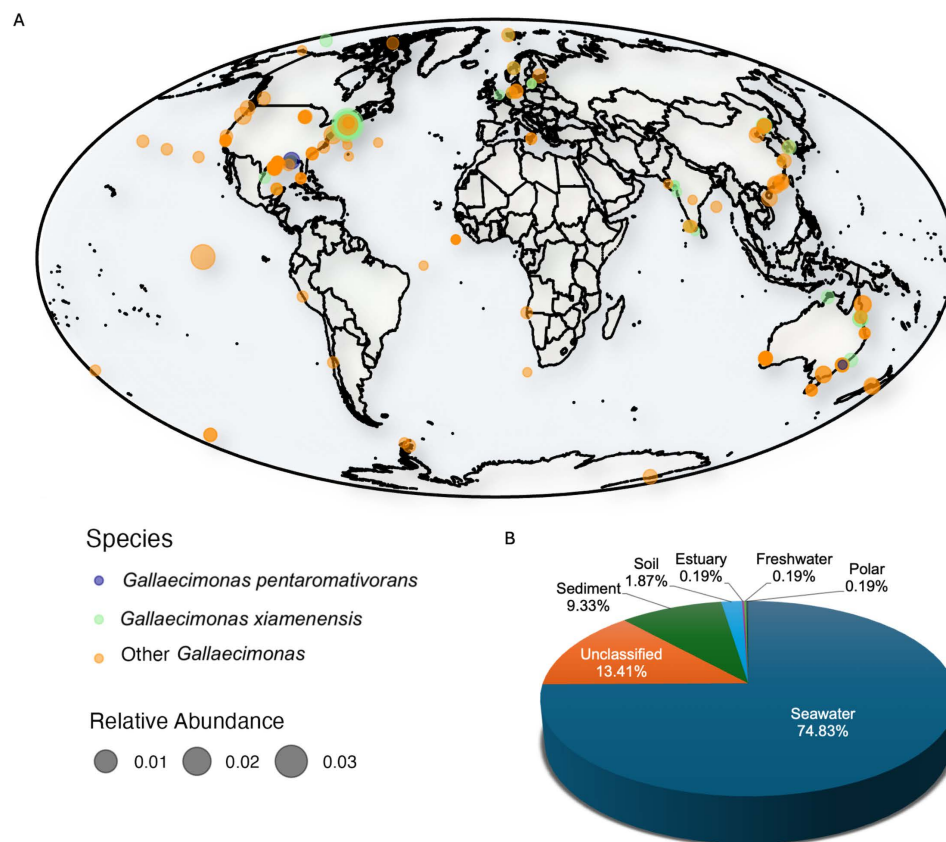 A
Species
Gallaecimonas pentaromativorans
Gallaecimonas xiamenensis
Other Gallaecimonas
Relative Abundance
0.01 0.02 0.03
B
Seawater
74.83%
Unclassified
13.41%
Sediment
9.33%
Soil
1.87%
Estuary
0.19%
Freshwater
0.19%
Polar
0.19%